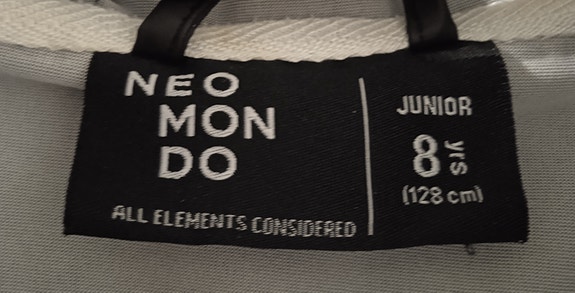 NEO
MON
DO
ALL ELEMENTS CONSIDERED
JUNIOR
8 yrs
(128 cm)